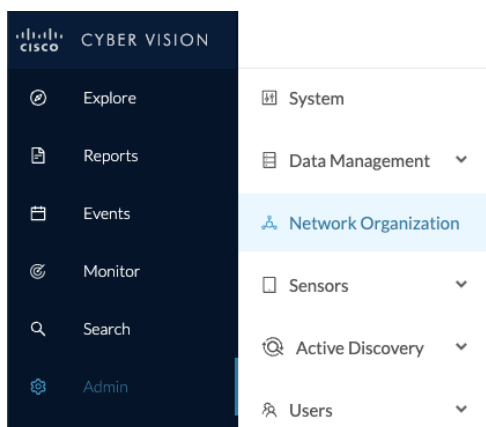 CISCO CYBER VISION
Explore
Reports
Events
Monitor
Search
Admin
System
Data Management
Network Organization
Sensors
Active Discovery
Users